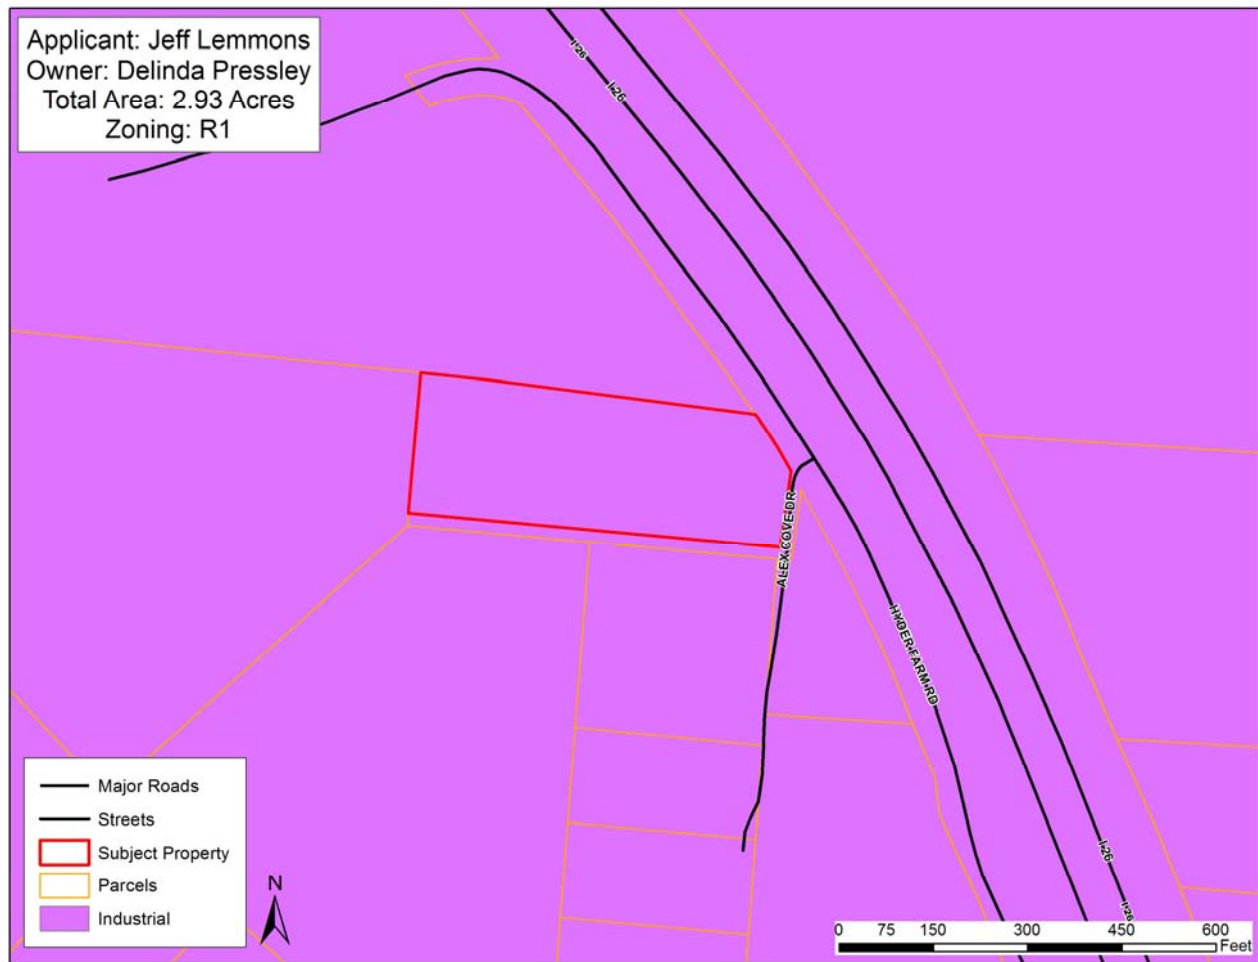 Applicant: Jeff Lemmons
Owner: Delinda Pressley
Total Area: 2.93 Acres
Zoning: R1
I-26
I-26
ALEX COVE DR
HYDER FARM RD
I-26
I-26
Major Roads
Streets
Subject Property
Parcels
Industrial
N
0 75 150 300 450 600
Feet